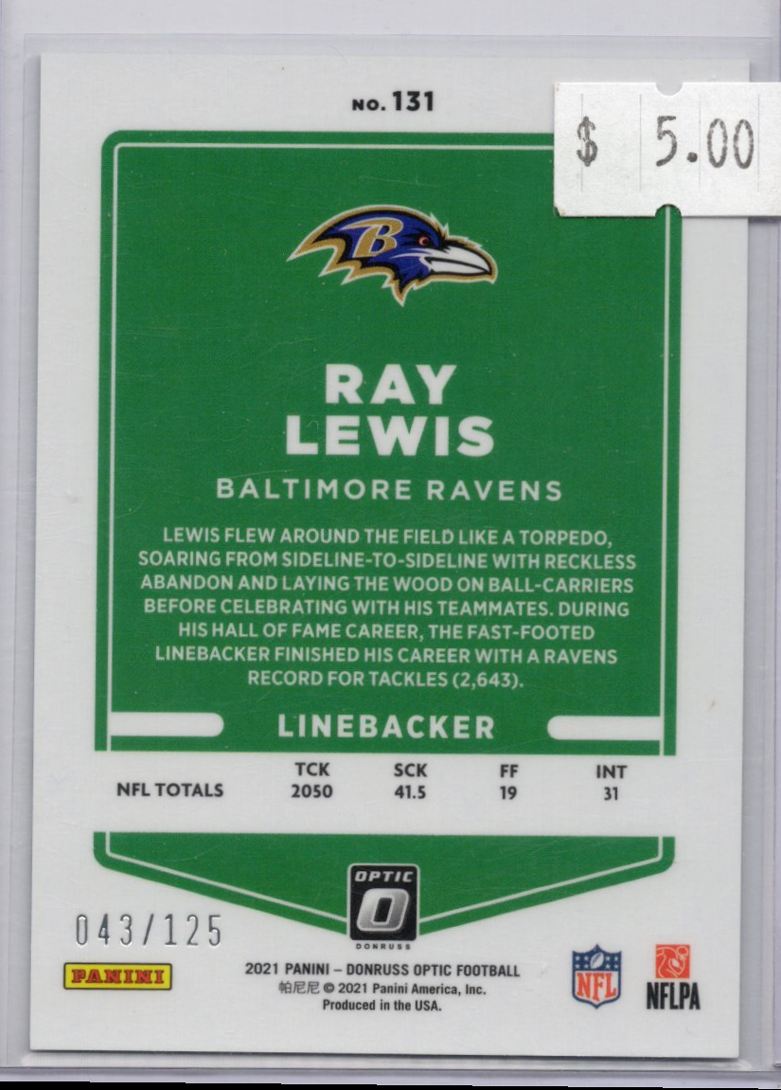 NO. 131
$ 5.00
B
RAY
LEWIS
BALTIMORE RAVENS
LEWIS FLEW AROUND THE FIELD LIKE A TORPEDO,
SOARING FROM SIDELINE-TO-SIDELINE WITH RECKLESS
ABANDON AND LAYING THE WOOD ON BALL-CARRIERS
BEFORE CELEBRATING WITH HIS TEAMMATES. DURING
HIS HALL OF FAME CAREER, THE FAST-FOOTED
LINEBACKER FINISHED HIS CAREER WITH A RAVENS
RECORD FOR TACKLES (2,643).
LINEBACKER
TCK SCK FF INT
NFL TOTALS 2050 41.5 19 31
OPTIC
O
DONRUSS
043/125
PANINI
2021 PANINI – DONRUSS OPTIC FOOTBALL
帕尼尼 © 2021 Panini America, Inc.
Produced in the USA.
NFL
NFLPA